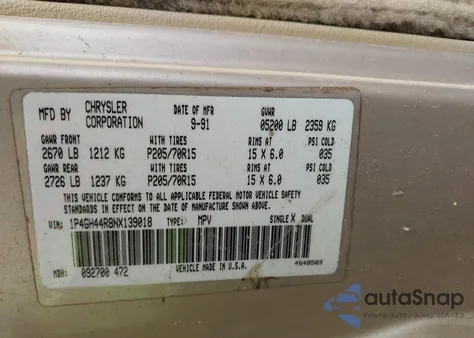 MFD BY CHRYSLER CORPORATION DATE OF MFR 9-91 GVWR 05200 LB 2359 KG
GAWR FRONT WITH TIRES RIMS AT PSI COLD
2670 LB 1212 KG P205/70R15 15 X 6.0 035
GAWR REAR WITH TIRES RIMS AT PSI COLD
2726 LB 1237 KG P205/70R15 15 X 6.0 035
THIS VEHICLE CONFORMS TO ALL APPLICABLE FEDERAL MOTOR VEHICLE SAFETY
STANDARDS IN EFFECT ON THE DATE OF MANUFACTURE SHOWN ABOVE.
VIN: 1P4GH44R8NX139018 TYPE: MPV SINGLE X DUAL
MDH: 092700 472 VEHICLE MADE IN U.S.A. 4648503
autoSnap